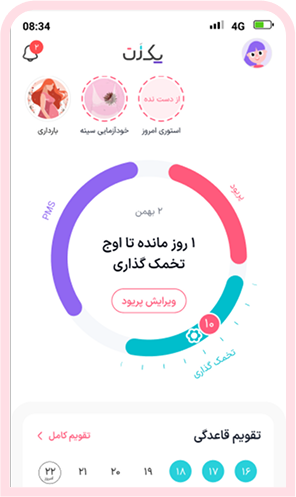 08:34
4G
۲
یک زن
از دست نده
استوری امروز
خودآزمایی سینه
بارداری
PMS
پریود
۲ بهمن
۱ روز مانده تا اوج
تخمک گذاری
ویرایش پریود
۱۰
تخمک گذاری
تقویم قاعدگی
تقویم کامل
۱۶ ۱۷ ۱۸ ۱۹ ۲۰ ۲۱ ۲۲